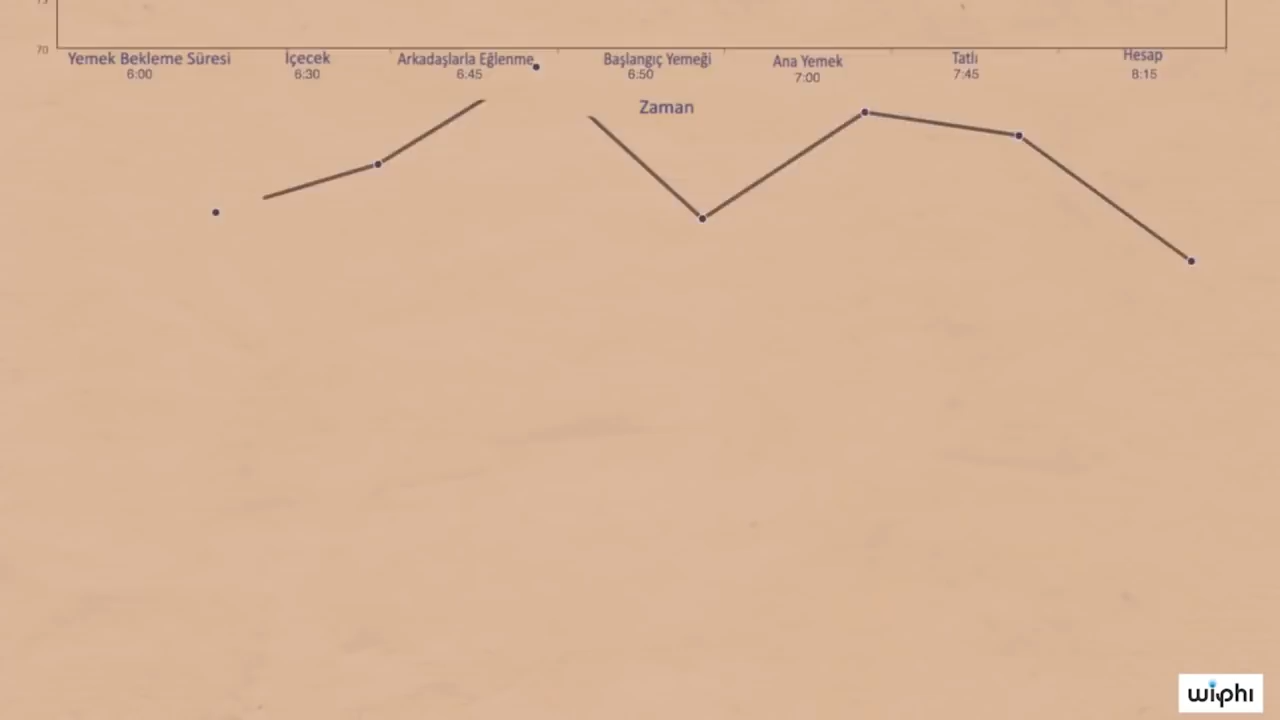 75
70
Yemek Bekleme Süresi İçecek Arkadaşlarla Eğlenme Başlangıç Yemeği Ana Yemek Tatlı Hesap
6:00 6:30 6:45 6:50 7:00 7:45 8:15
Zaman
wiphi